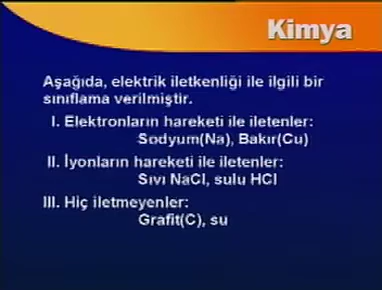 Kimya
Aşağıda, elektrik iletkenliği ile ilgili bir
sınıflama verilmiştir.
I. Elektronların hareketi ile iletenler:
Sodyum(Na), Bakır(Cu)
II. İyonların hareketi ile iletenler:
Sıvı NaCl, sulu HCl
III. Hiç iletmeyenler:
Grafit(C), su